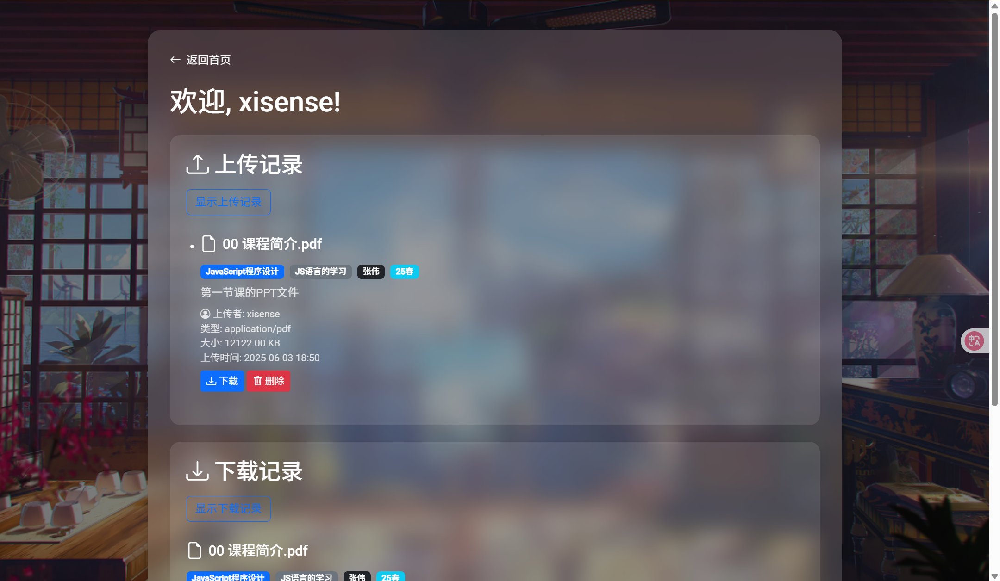 返回首页
欢迎, xisense!
上传记录
显示上传记录
00 课程简介.pdf
JavaScript程序设计 JS语言的学习 张伟 25春
第一节课的PPT文件
上传者: xisense
类型: application/pdf
大小: 12122.00 KB
上传时间: 2025-06-03 18:50
下载 删除
中A
下载记录
显示下载记录
00 课程简介.pdf
JavaScript程序设计 JS语言的学习 张伟 25春